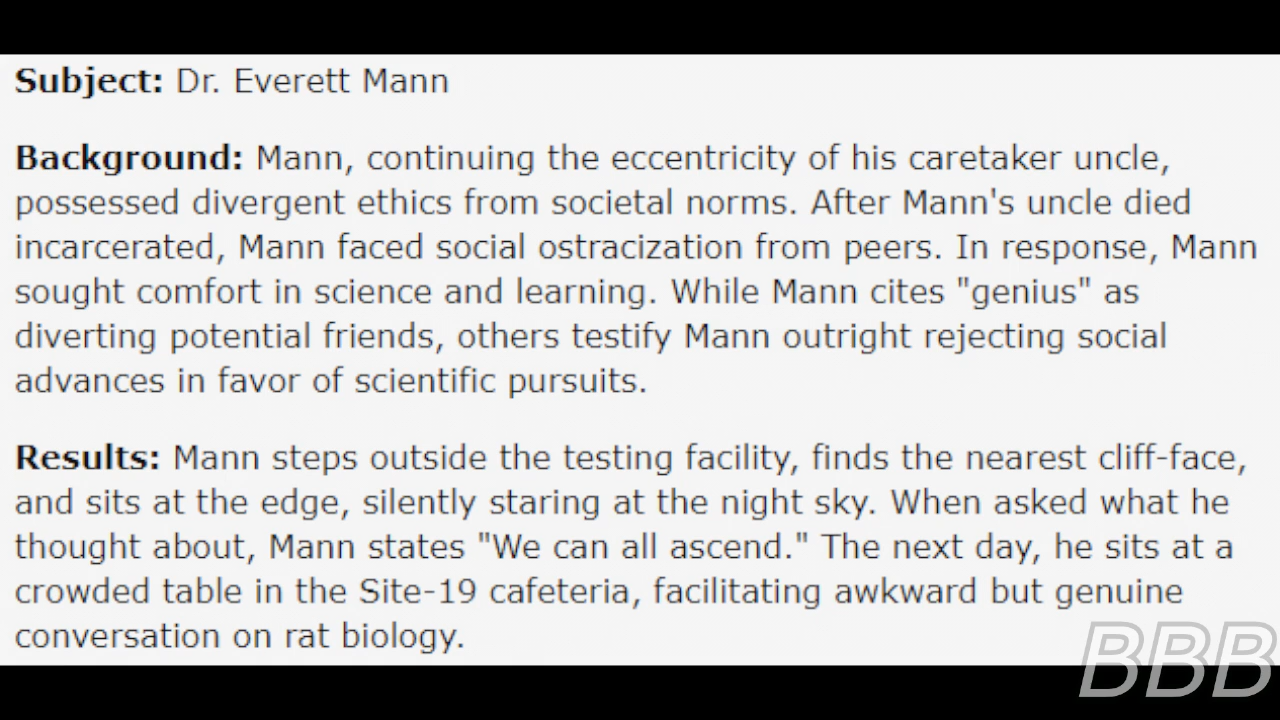 Subject: Dr. Everett Mann
Background: Mann, continuing the eccentricity of his caretaker uncle,
possessed divergent ethics from societal norms. After Mann's uncle died
incarcerated, Mann faced social ostracization from peers. In response, Mann
sought comfort in science and learning. While Mann cites "genius" as
diverting potential friends, others testify Mann outright rejecting social
advances in favor of scientific pursuits.
Results: Mann steps outside the testing facility, finds the nearest cliff-face,
and sits at the edge, silently staring at the night sky. When asked what he
thought about, Mann states "We can all ascend." The next day, he sits at a
crowded table in the Site-19 cafeteria, facilitating awkward but genuine
conversation on rat biology.
BBB